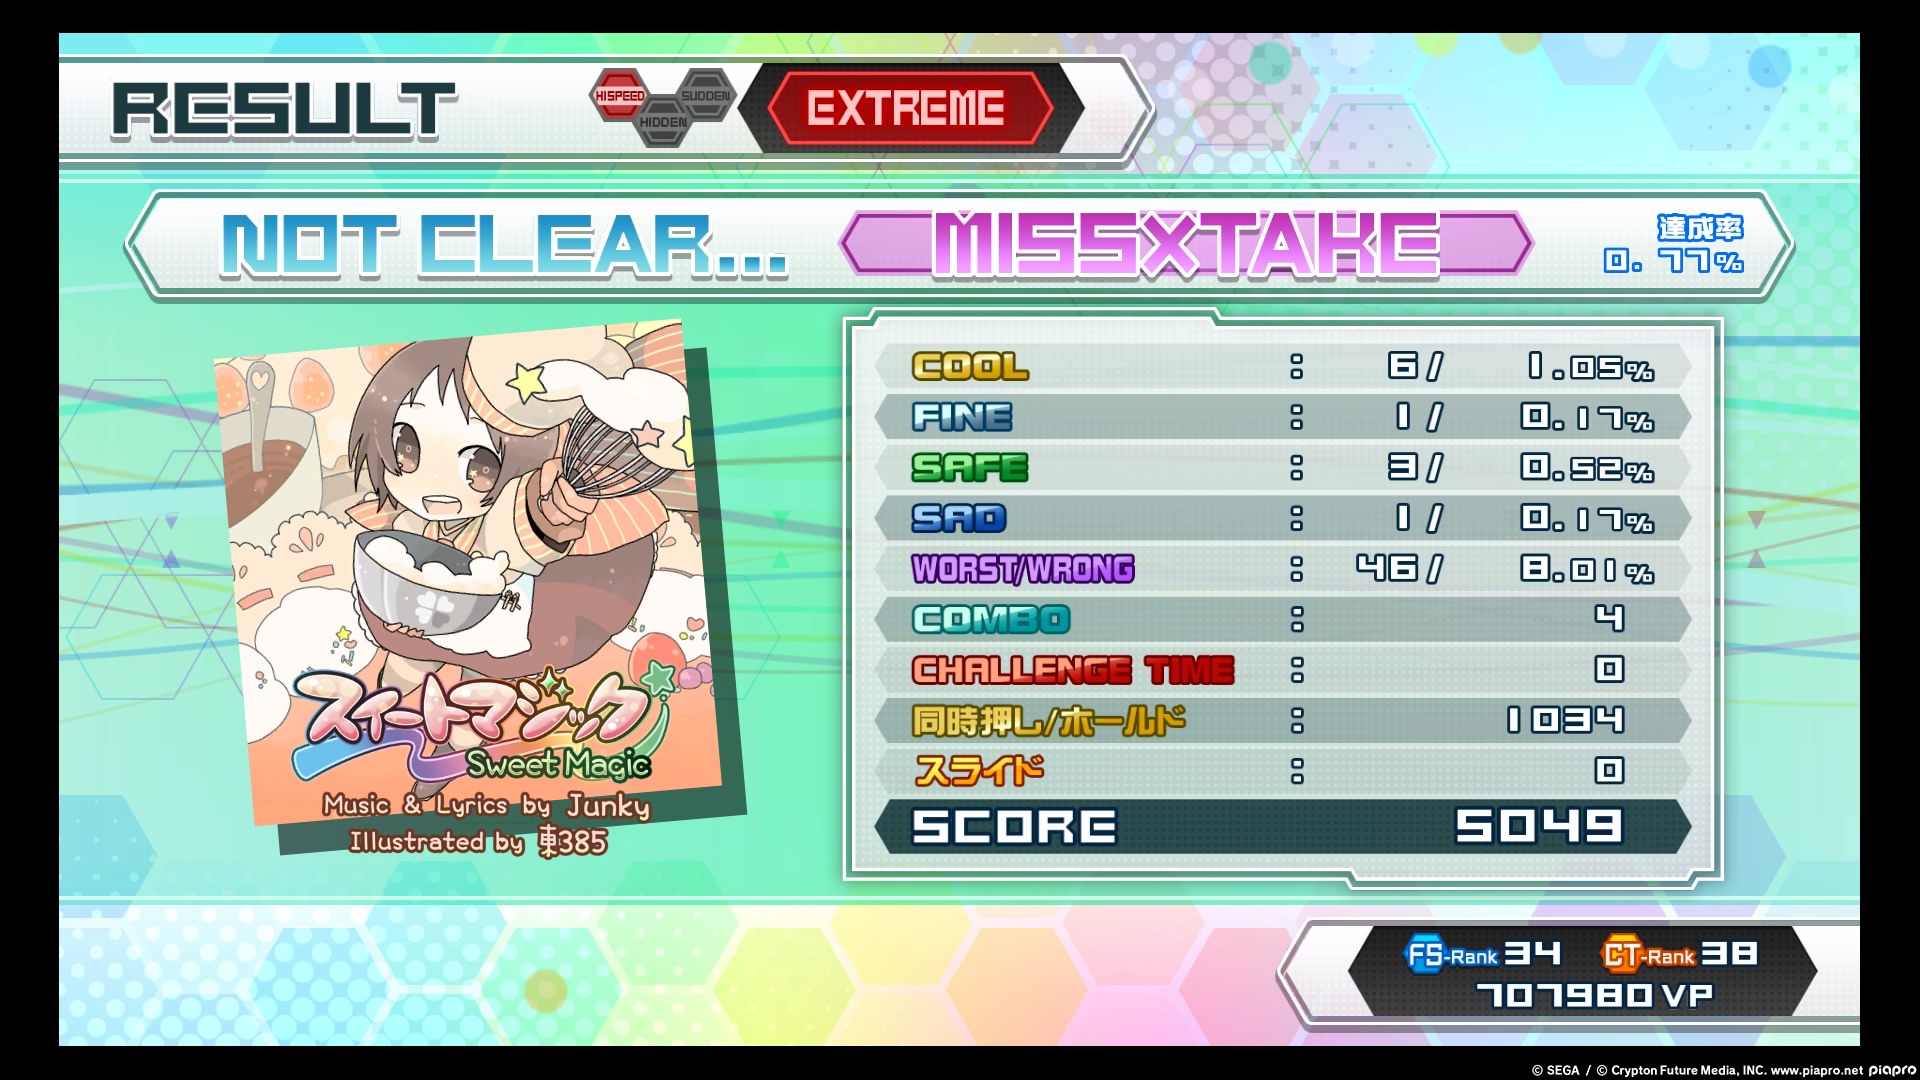 RESULT
HISPEED
SUDDEN
HIDDEN
EXTREME
NOT CLEAR...
MISSXTAKE
達成率
0.77%
COOL : 6/ 1.05%
FINE : 1/ 0.17%
SAFE : 3/ 0.52%
SAD : 1/ 0.17%
WORST/WRONG : 46/ 8.01%
COMBO : 4
CHALLENGE TIME : 0
同時押し/ホールド : 1034
スライド : 0
SCORE 5049
スイートマジック
Sweet Magic
Music & Lyrics by Junky
Illustrated by 東385
FS-Rank 34 CT-Rank 38
707980VP
© SEGA / © Crypton Future Media, INC. www.piapro.net piapro